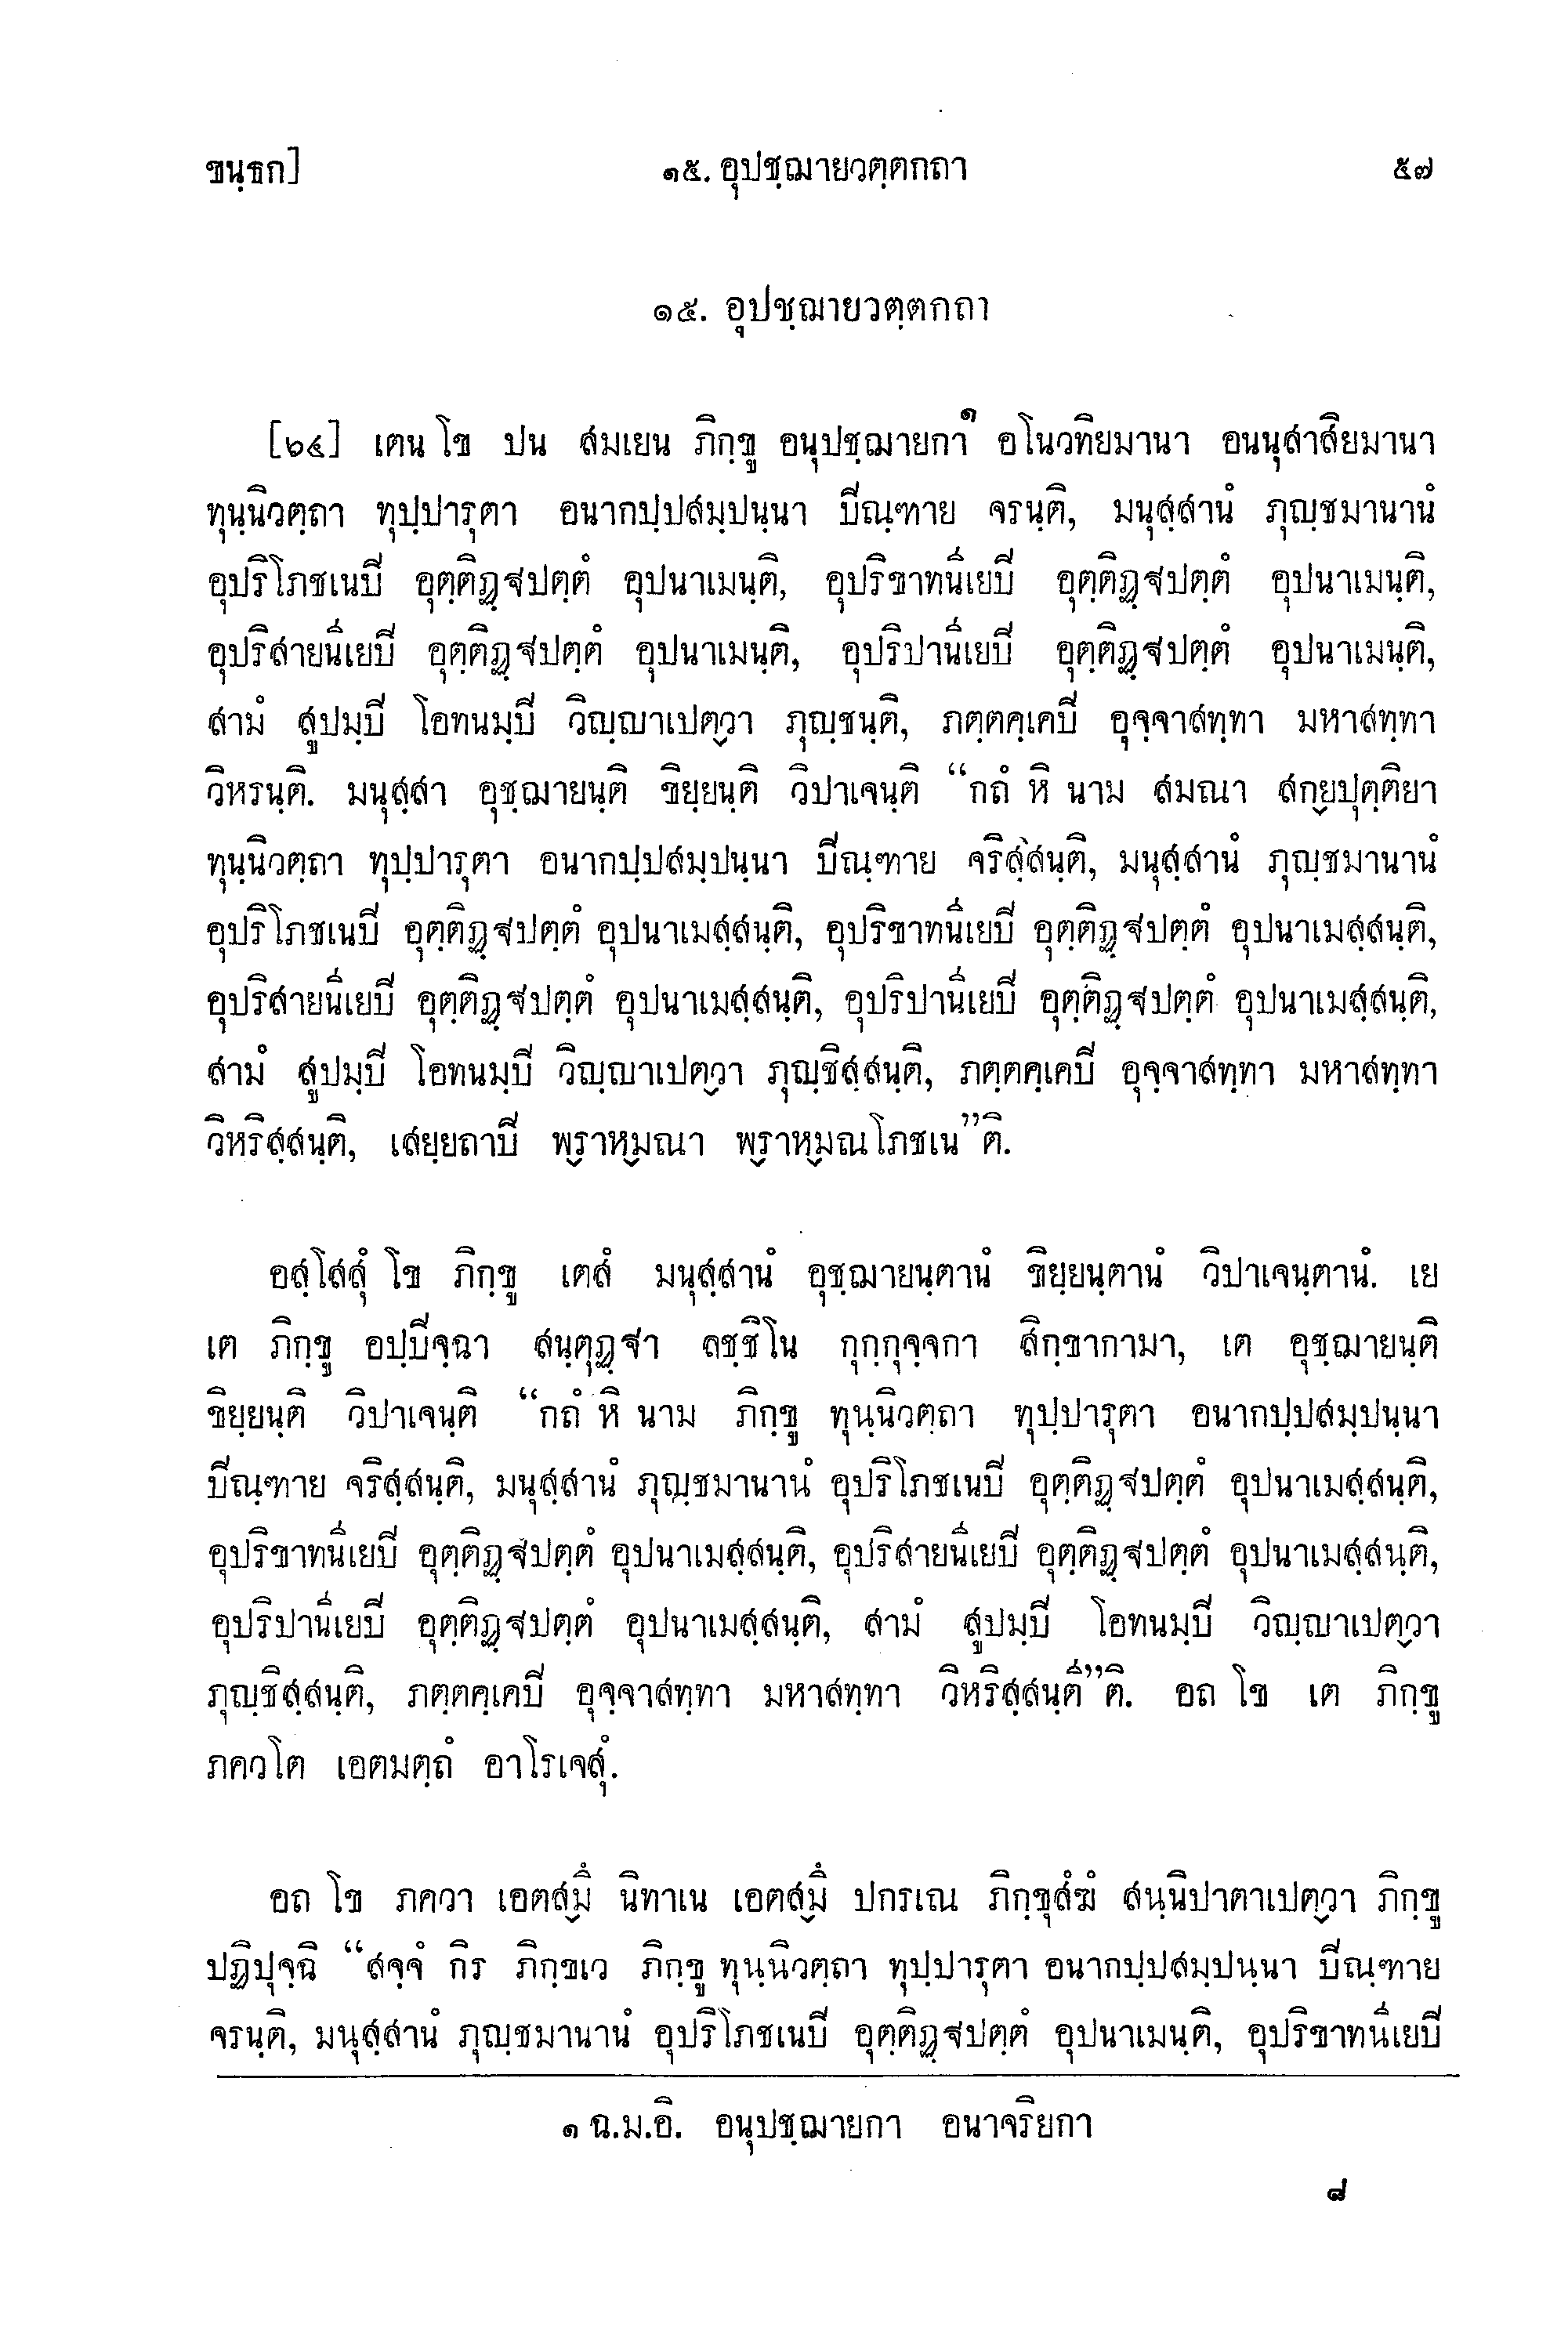 ขนฺธก] ๑๕. อุปชฺฌายวตฺตกถา ๕๗
๑๕. อุปชฺฌายวตฺตกถา
[๖๔] เตน โข ปน สมเยน ภิกฺขู อนุปชฺฌายกา๑ อโนวทิยมานา อนนุสาสิยมานา
ทุนฺนิวตฺถา ทุปฺปารุตา อนากปฺปสมฺปนฺนา ปิณฺฑาย จรนฺติ, มนุสฺสานํ ภุญฺชมานานํ
อุปริโภชเนปิ อุตฺติฏฺฐปตฺตํ อุปนาเมนฺติ, อุปริขาทนีเยปิ อุตฺติฏฺฐปตฺตํ อุปนาเมนฺติ,
อุปริสายนีเยปิ อุตฺติฏฺฐปตฺตํ อุปนาเมนฺติ, อุปริปานีเยปิ อุตฺติฏฺฐปตฺตํ อุปนาเมนฺติ,
สามํ สูปมฺปิ โอทนมฺปิ วิญฺญาเปตฺวา ภุญฺชนฺติ, ภตฺตคฺเคปิ อุจฺจาสทฺทา มหาสทฺทา
วิหรนฺติ. มนุสฺสา อุชฺฌายนฺติ ขิยฺยนฺติ วิปาเจนฺติ “กถํ หิ นาม สมณา สกฺยปุตฺติยา
ทุนฺนิวตฺถา ทุปฺปารุตา อนากปฺปสมฺปนฺนา ปิณฺฑาย จริสฺสนฺติ, มนุสฺสานํ ภุญฺชมานานํ
อุปริโภชเนปิ อุตฺติฏฺฐปตฺตํ อุปนาเมสฺสนฺติ, อุปริขาทนีเยปิ อุตฺติฏฺฐปตฺตํ อุปนาเมสฺสนฺติ,
อุปริสายนีเยปิ อุตฺติฏฺฐปตฺตํ อุปนาเมสฺสนฺติ, อุปริปานีเยปิ อุตฺติฏฺฐปตฺตํ อุปนาเมสฺสนฺติ,
สามํ สูปมฺปิ โอทนมฺปิ วิญฺญาเปตฺวา ภุญฺชิสฺสนฺติ, ภตฺตคฺเคปิ อุจฺจาสทฺทา มหาสทฺทา
วิหริสฺสนฺติ, เสยฺยถาปิ พฺราหฺมณา พฺราหฺมณโภชเน”ติ.
อสฺโสสุํ โข ภิกฺขู เตสํ มนุสฺสานํ อุชฺฌายนฺตานํ ขิยฺยนฺตานํ วิปาเจนฺตานํ. เย
เต ภิกฺขู อปฺปิจฺฉา สนฺตุฏฺฐา ลชฺชิโน กุกฺกุจฺจกา สิกฺขากามา, เต อุชฺฌายนฺติ
ขิยฺยนฺติ วิปาเจนฺติ “กถํ หิ นาม ภิกฺขู ทุนฺนิวตฺถา ทุปฺปารุตา อนากปฺปสมฺปนฺนา
ปิณฺฑาย จริสฺสนฺติ, มนุสฺสานํ ภุญฺชมานานํ อุปริโภชเนปิ อุตฺติฏฺฐปตฺตํ อุปนาเมสฺสนฺติ,
อุปริขาทนีเยปิ อุตฺติฏฺฐปตฺตํ อุปนาเมสฺสนฺติ, อุปริสายนีเยปิ อุตฺติฏฺฐปตฺตํ อุปนาเมสฺสนฺติ,
อุปริปานีเยปิ อุตฺติฏฺฐปตฺตํ อุปนาเมสฺสนฺติ, สามํ สูปมฺปิ โอทนมฺปิ วิญฺญาเปตฺวา
ภุญฺชิสฺสนฺติ, ภตฺตคฺเคปิ อุจฺจาสทฺทา มหาสทฺทา วิหริสฺสนฺตี”ติ. อถ โข เต ภิกฺขู
ภควโต เอตมตฺถํ อาโรเจสุํ.
อถ โข ภควา เอตสฺมึ นิทาเน เอตสฺมึ ปกรเณ ภิกฺขุสํฆํ สนฺนิปาตาเปตฺวา ภิกฺขู
ปฏิปุจฺฉิ “สจฺจํ กิร ภิกฺขเว ภิกฺขู ทุนฺนิวตฺถา ทุปฺปารุตา อนากปฺปสมฺปนฺนา ปิณฺฑาย
จรนฺติ, มนุสฺสานํ ภุญฺชมานานํ อุปริโภชเนปิ อุตฺติฏฺฐปตฺตํ อุปนาเมนฺติ, อุปริขาทนีเยปิ
๑ ฉ.ม.อิ. อนุปชฺฌายกา อนาจริยกา
๘